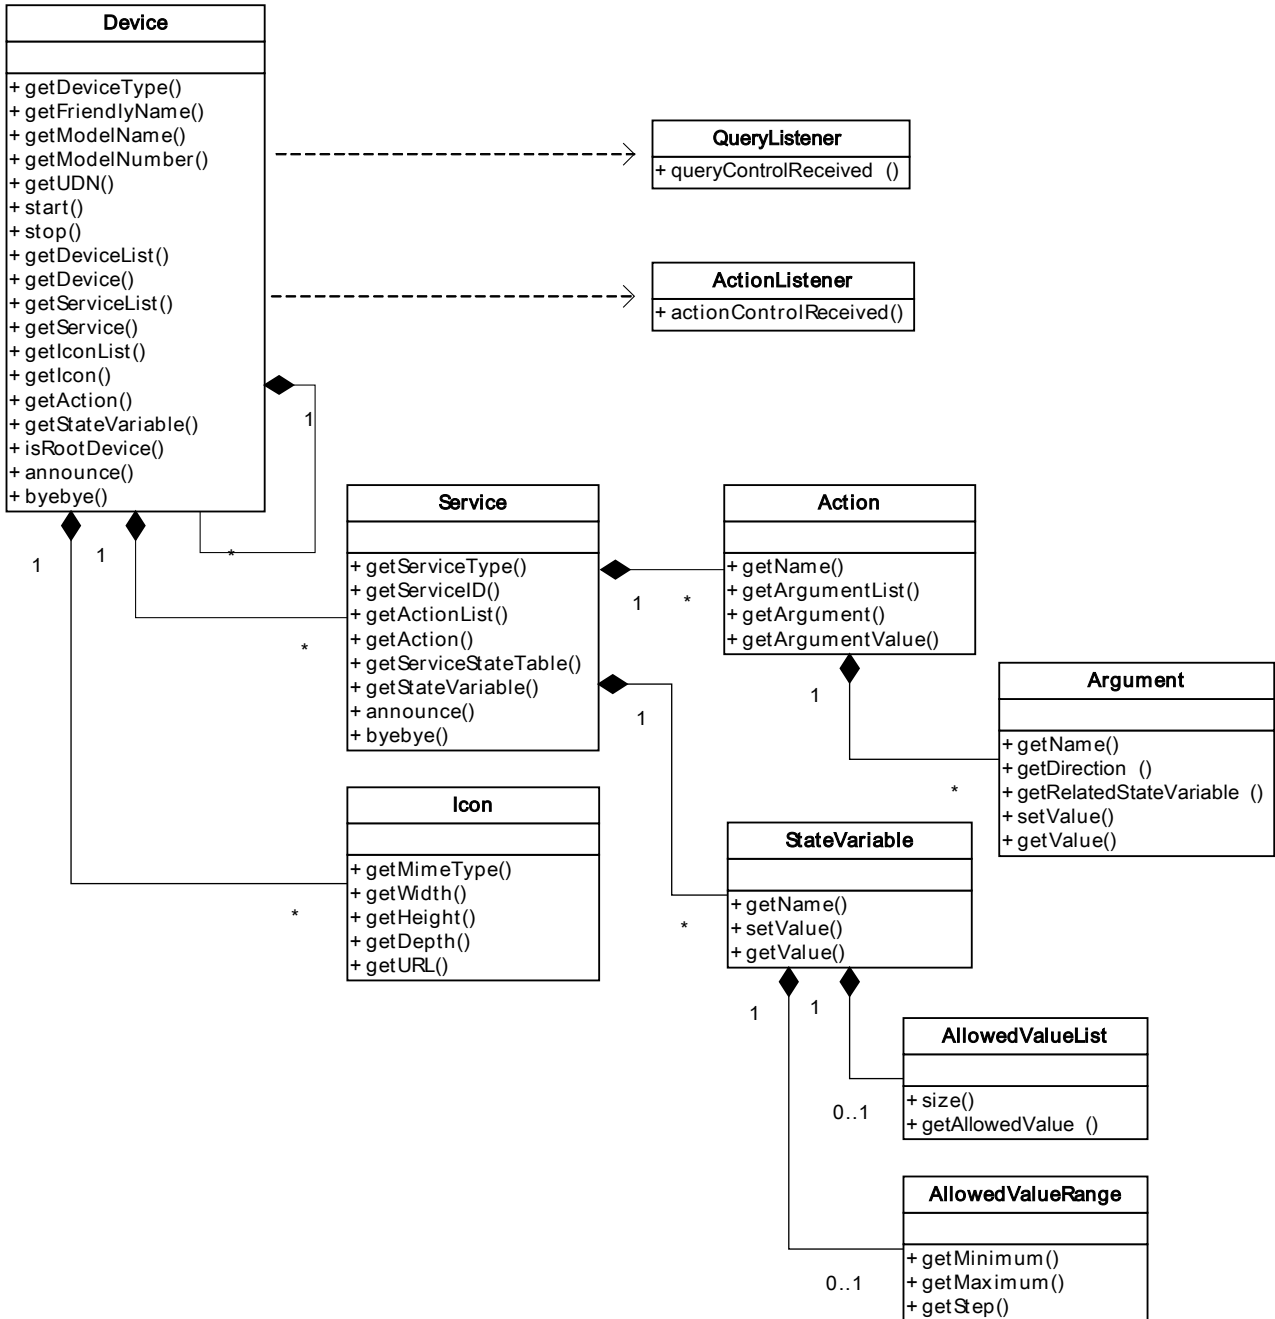 Device
+ getDeviceType()
+ getFriendlyName()
+ getModelName()
+ getModelNumber()
+ getUDN()
+ start()
+ stop()
+ getDeviceList()
+ getDevice()
+ getServiceList()
+ getService()
+ getIconList()
+ getIcon()
+ getAction()
+ getStateVariable()
+ isRootDevice()
+ announce()
+ byebye()
QueryListener
+ queryControlReceived ()
ActionListener
+ actionControlReceived()
1
*
1
1
Service
+ getServiceType()
+ getServiceID()
+ getActionList()
+ getAction()
+ getServiceStateTable()
+ getStateVariable()
+ announce()
+ byebye()
*
1
*
1
Action
+ getName()
+ getArgumentList()
+ getArgument()
+ getArgumentValue()
1
*
Argument
+ getName()
+ getDirection ()
+ getRelatedStateVariable ()
+ setValue()
+ getValue()
Icon
+ getMimeType()
+ getWidth()
+ getHeight()
+ getDepth()
+ getURL()
*
*
StateVariable
+ getName()
+ setValue()
+ getValue()
1
1
AllowedValueList
+ size()
+ getAllowedValue ()
0..1
AllowedValueRange
+ getMinimum()
+ getMaximum()
+ getStep()
0..1